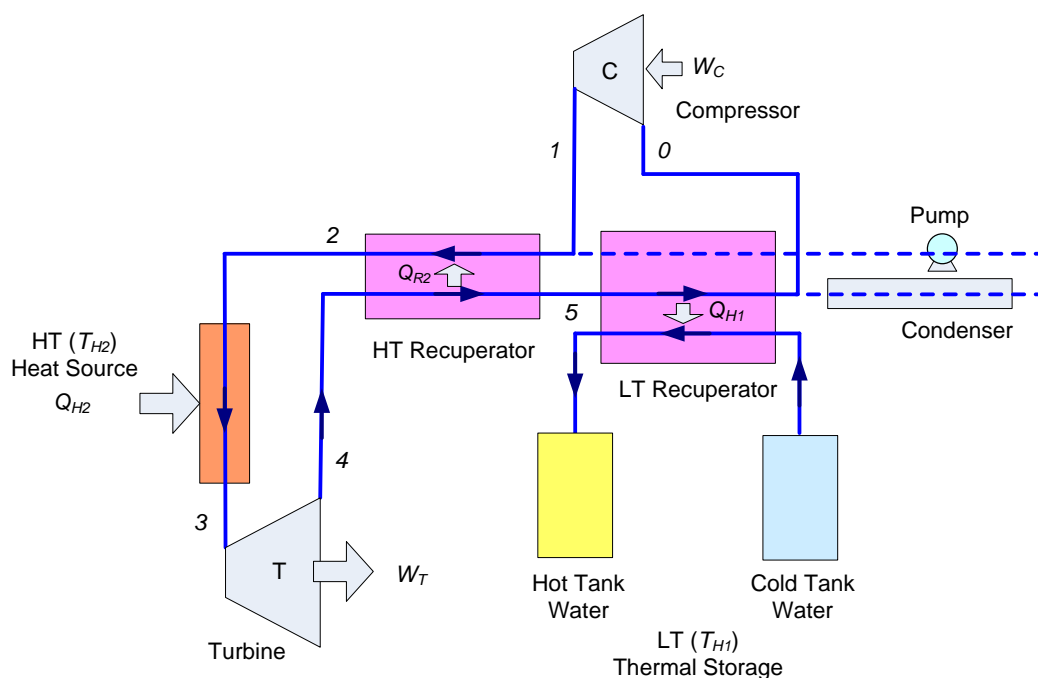 C
W_C
Compressor
1
0
2
Pump
Q_R2
5
Q_H1
Condenser
HT Recuperator
LT Recuperator
HT (T_H2)
Heat Source
Q_H2
4
3
T
W_T
Turbine
Hot Tank
Water
Cold Tank
Water
LT (T_H1)
Thermal Storage